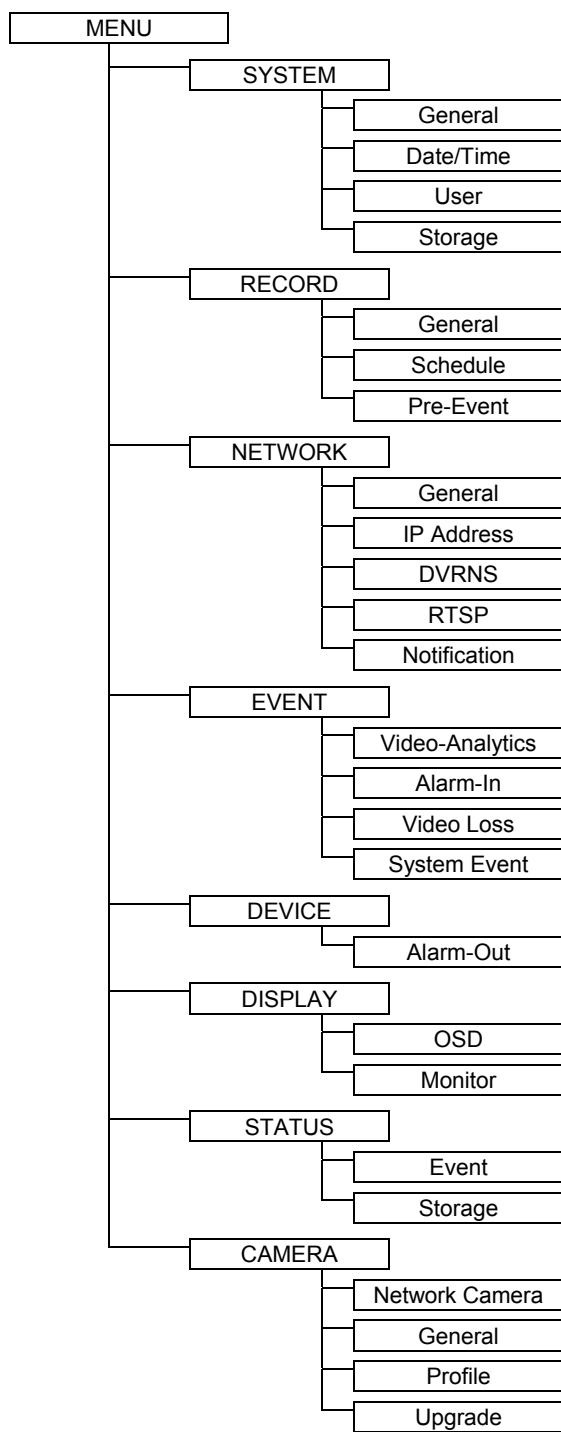 MENU
SYSTEM
General
Date/Time
User
Storage
RECORD
General
Schedule
Pre-Event
NETWORK
General
IP Address
DVRNS
RTSP
Notification
EVENT
Video-Analytics
Alarm-In
Video Loss
System Event
DEVICE
Alarm-Out
DISPLAY
OSD
Monitor
STATUS
Event
Storage
CAMERA
Network Camera
General
Profile
Upgrade